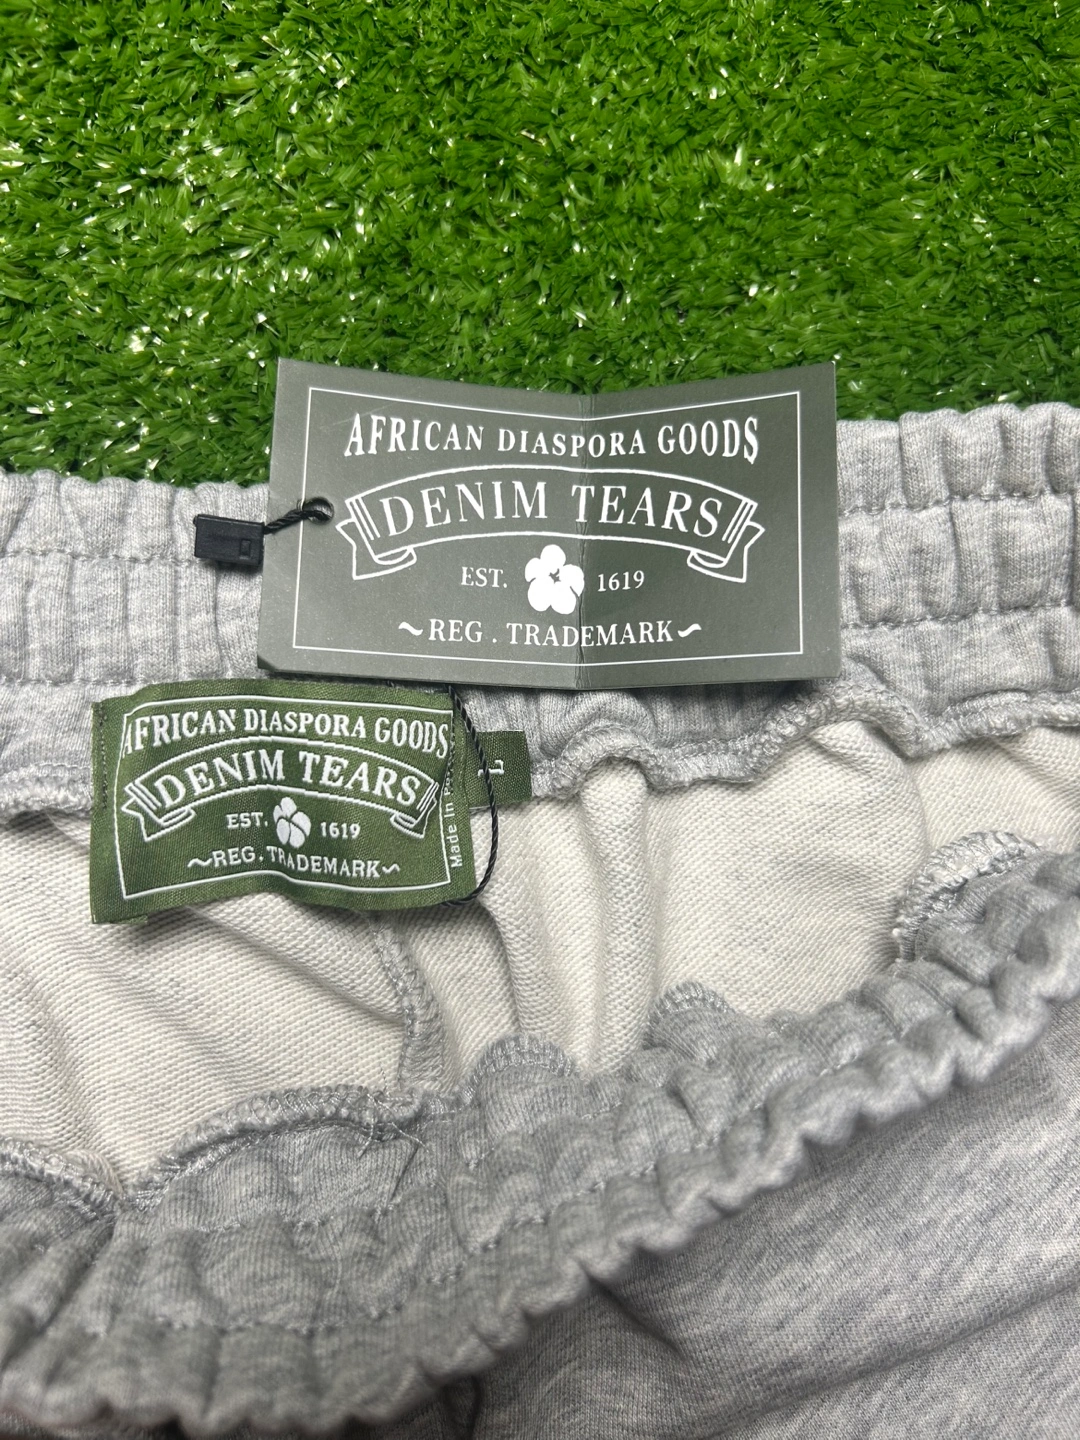 AFRICAN DIASPORA GOODS
DENIM TEARS
EST. 1619
~REG. TRADEMARK~
AFRICAN DIASPORA GOODS
DENIM TEARS
EST. 1619
~REG. TRADEMARK~
Made In
L